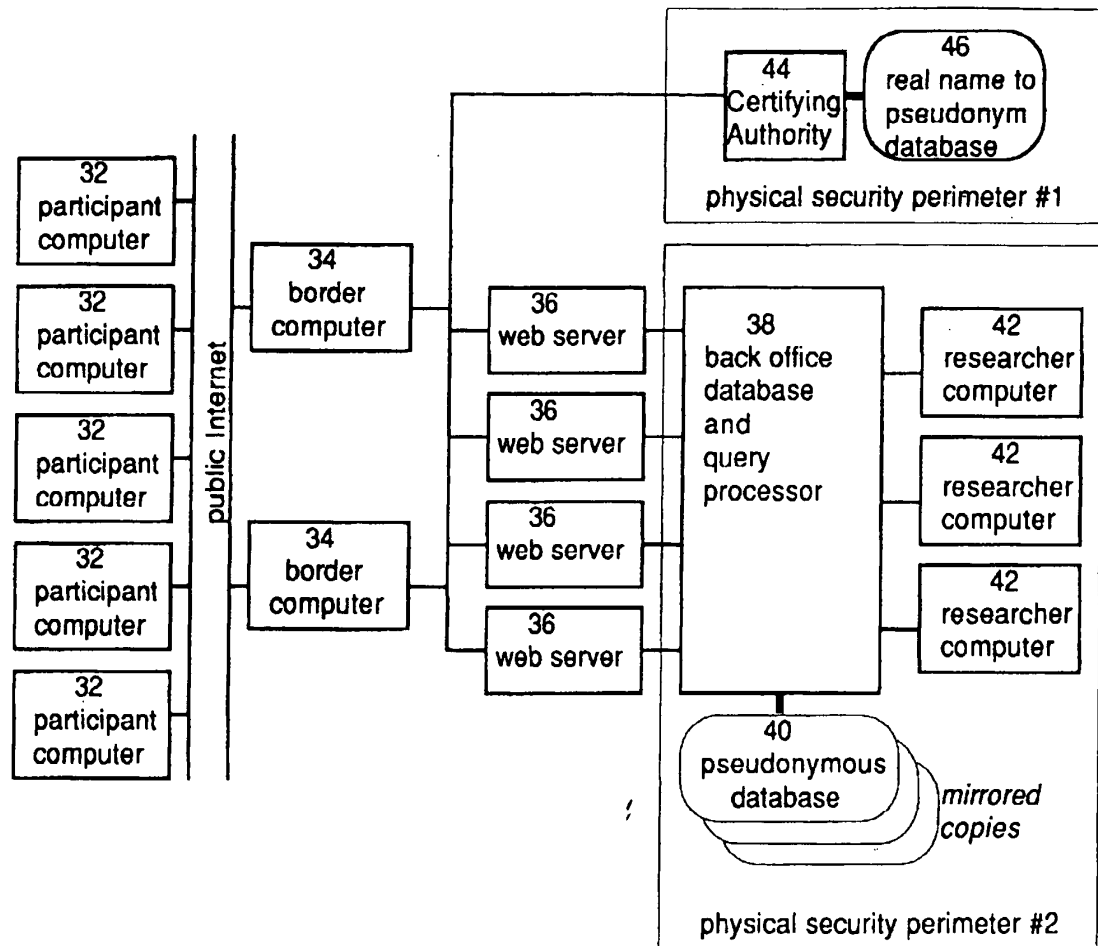 32
participant
computer
32
participant
computer
32
participant
computer
32
participant
computer
32
participant
computer
public Internet
34
border
computer
34
border
computer
36
web server
36
web server
36
web server
36
web server
44
Certifying
Authority
46
real name to
pseudonym
database
physical security perimeter #1
38
back office
database
and
query
processor
42
researcher
computer
42
researcher
computer
42
researcher
computer
40
pseudonymous
database
mirrored
copies
physical security perimeter #2